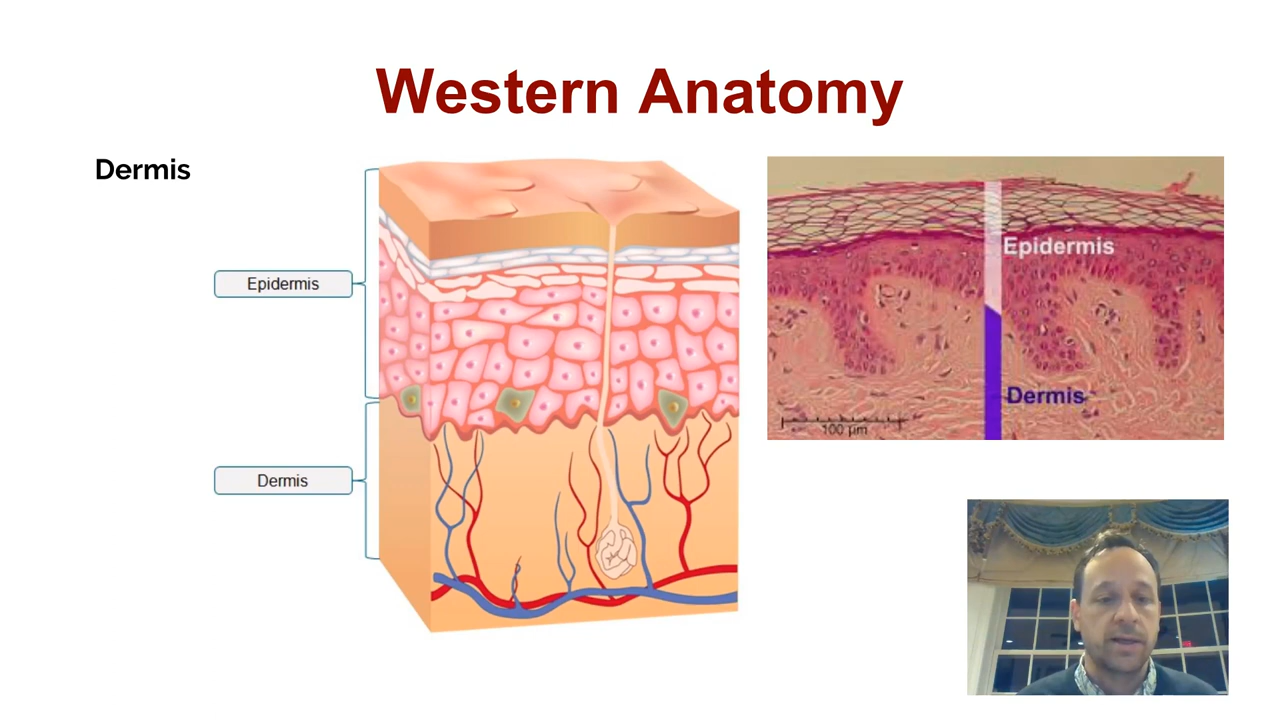 Western Anatomy
Dermis
Epidermis
Dermis
Epidermis
Dermis
100 µm